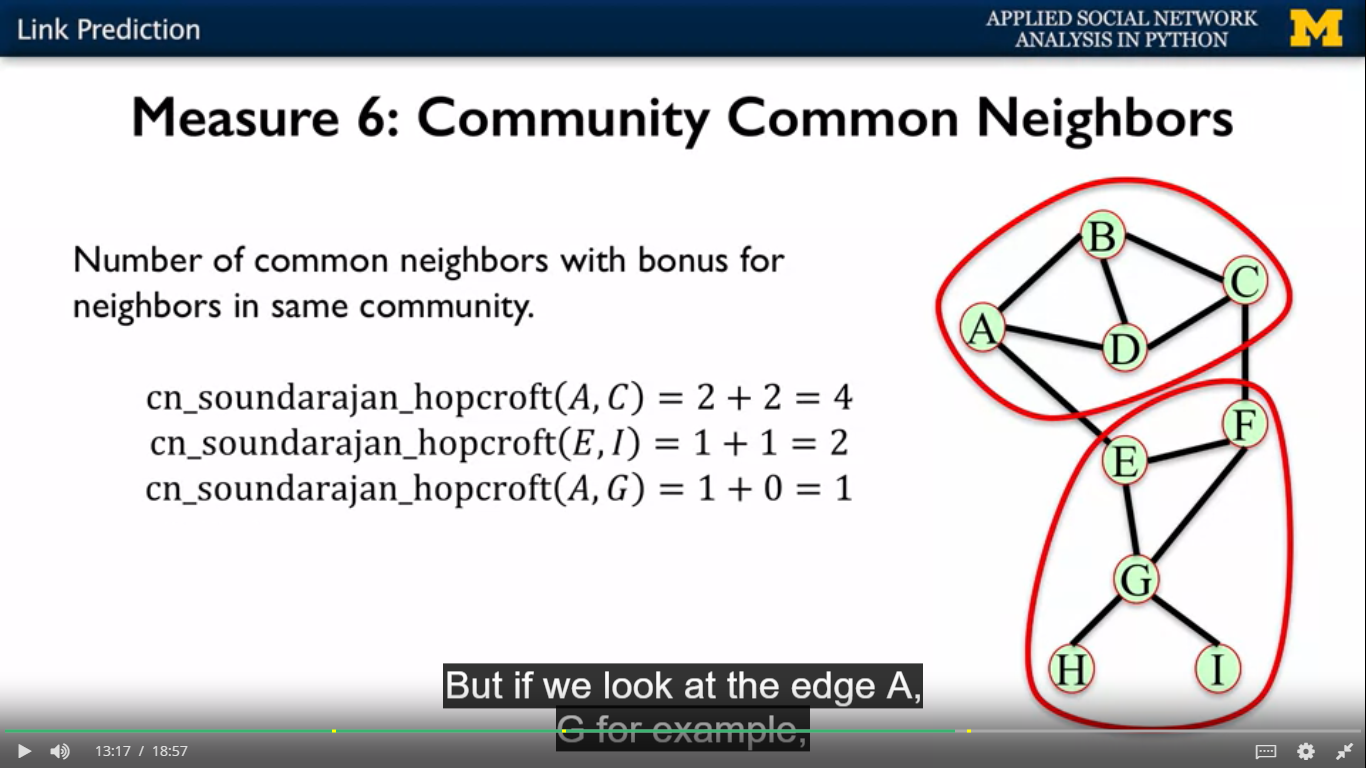 Link Prediction
APPLIED SOCIAL NETWORK
ANALYSIS IN PYTHON
M
Measure 6: Community Common Neighbors
Number of common neighbors with bonus for
neighbors in same community.
cn_soundarajan_hopcroft(𝐴, 𝐶) = 2 + 2 = 4
cn_soundarajan_hopcroft(𝐸, 𝐼) = 1 + 1 = 2
cn_soundarajan_hopcroft(𝐴, 𝐺) = 1 + 0 = 1
B
C
A
D
F
E
G
H
I
But if we look at the edge A,
G for example,
13:17 / 18:57